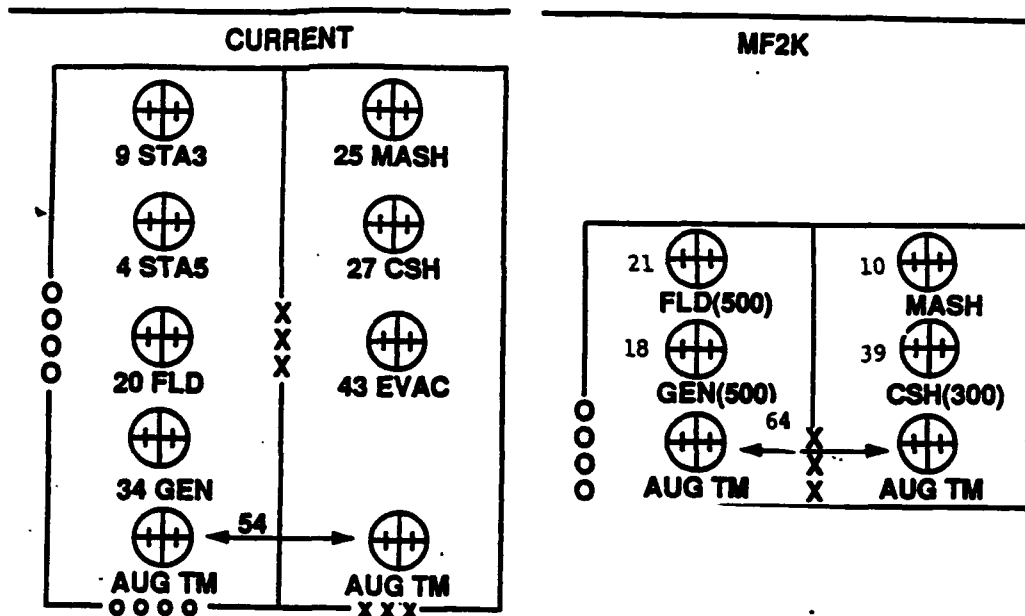 CURRENT
9 STA3
25 MASH
4 STA5
27 CSH
O
O
O
O
X
X
X
20 FLD
43 EVAC
34 GEN
54
AUG TM
AUG TM
O O O O
X X X
MF2K
21
10
FLD(500)
MASH
18
39
GEN(500)
CSH(300)
O
O
O
O
64
X
X
X
AUG TM
AUG TM